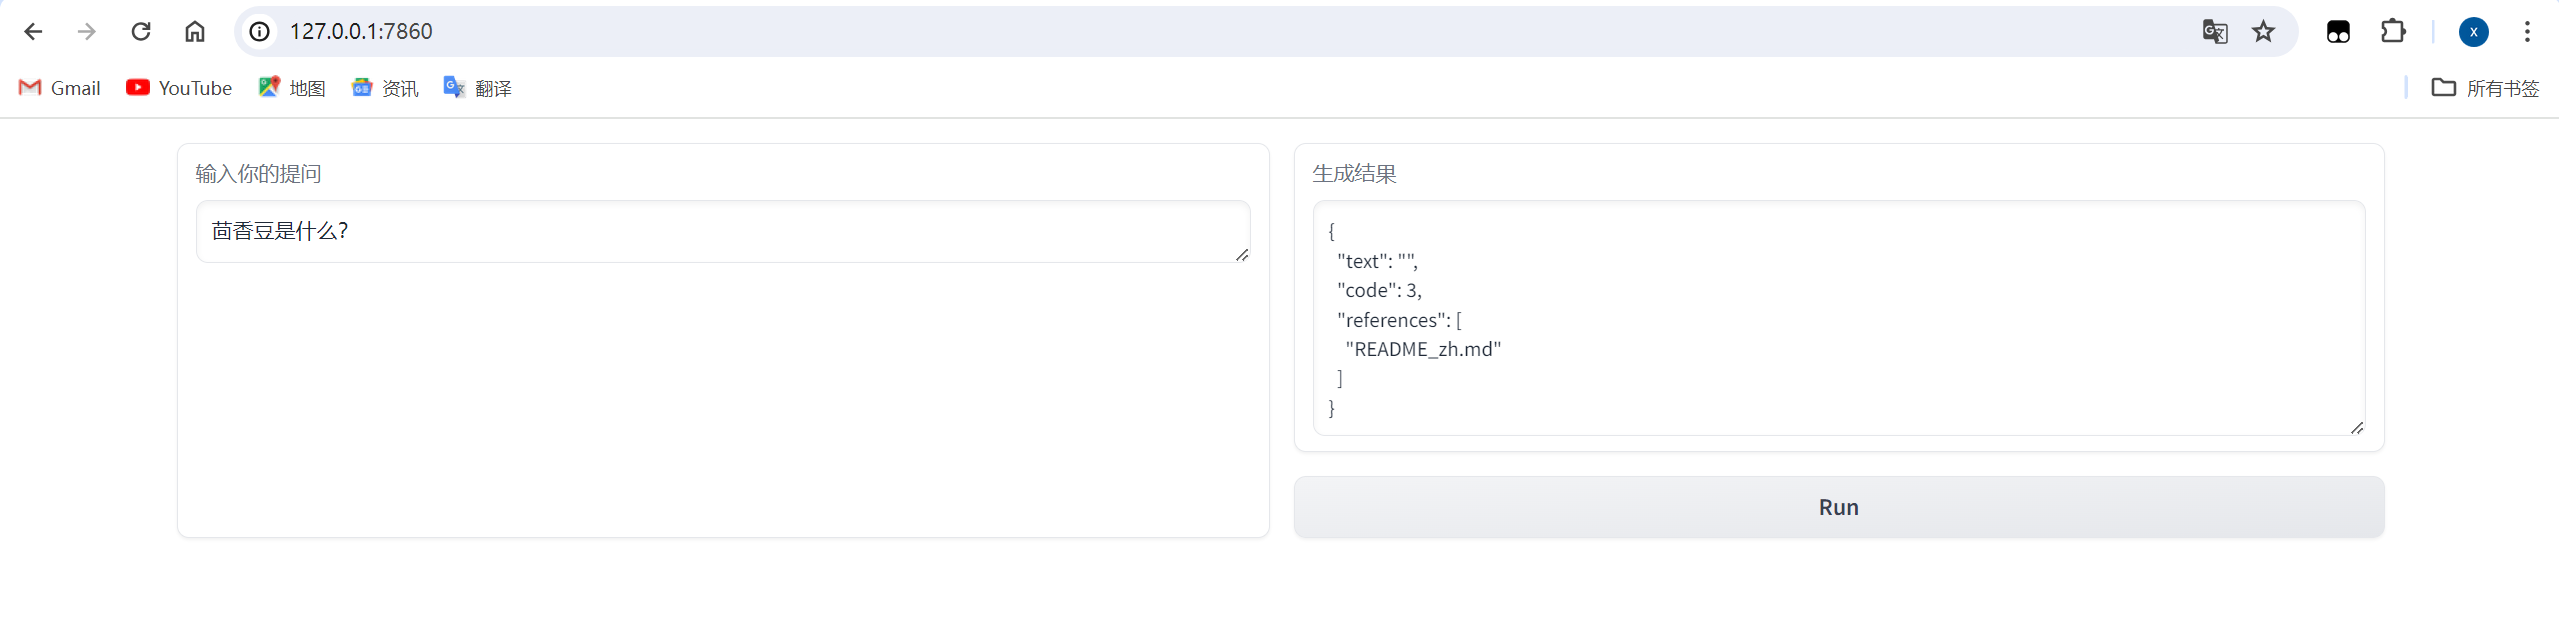 127.0.0.1:7860
X
Gmail YouTube 地图 资讯 翻译 所有书签
输入你的提问
茴香豆是什么?
生成结果
{
"text": "",
"code": 3,
"references": [
"README_zh.md"
]
}
Run